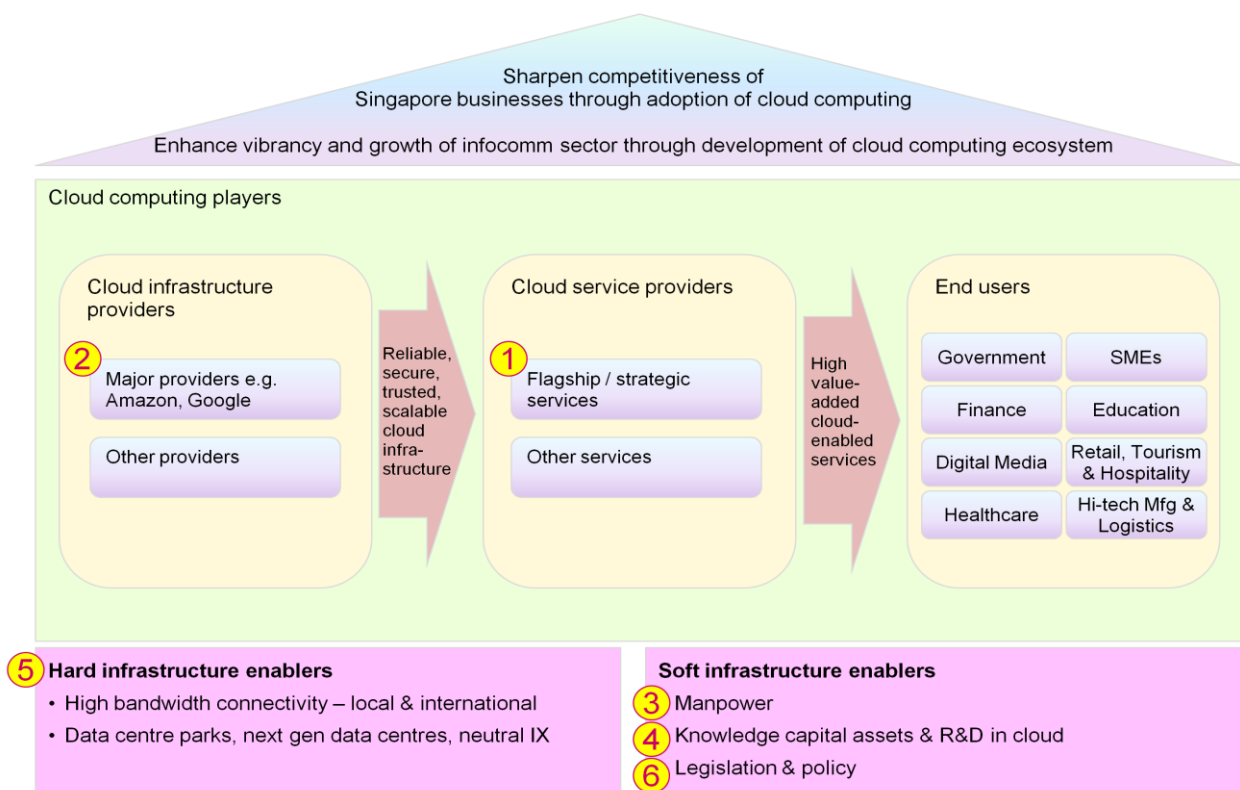 Sharpen competitiveness of
Singapore businesses through adoption of cloud computing
Enhance vibrancy and growth of infocomm sector through development of cloud computing ecosystem
Cloud computing players
Cloud infrastructure
providers
2
Major providers e.g.
Amazon, Google
Other providers
Reliable,
secure,
trusted,
scalable
cloud
infra-
structure
Cloud service providers
1
Flagship / strategic
services
Other services
High
value-
added
cloud-
enabled
services
End users
Government
SMEs
Finance
Education
Digital Media
Retail, Tourism
& Hospitality
Healthcare
Hi-tech Mfg &
Logistics
5
Hard infrastructure enablers
• High bandwidth connectivity – local & international
• Data centre parks, next gen data centres, neutral IX
Soft infrastructure enablers
3 Manpower
4 Knowledge capital assets & R&D in cloud
6 Legislation & policy